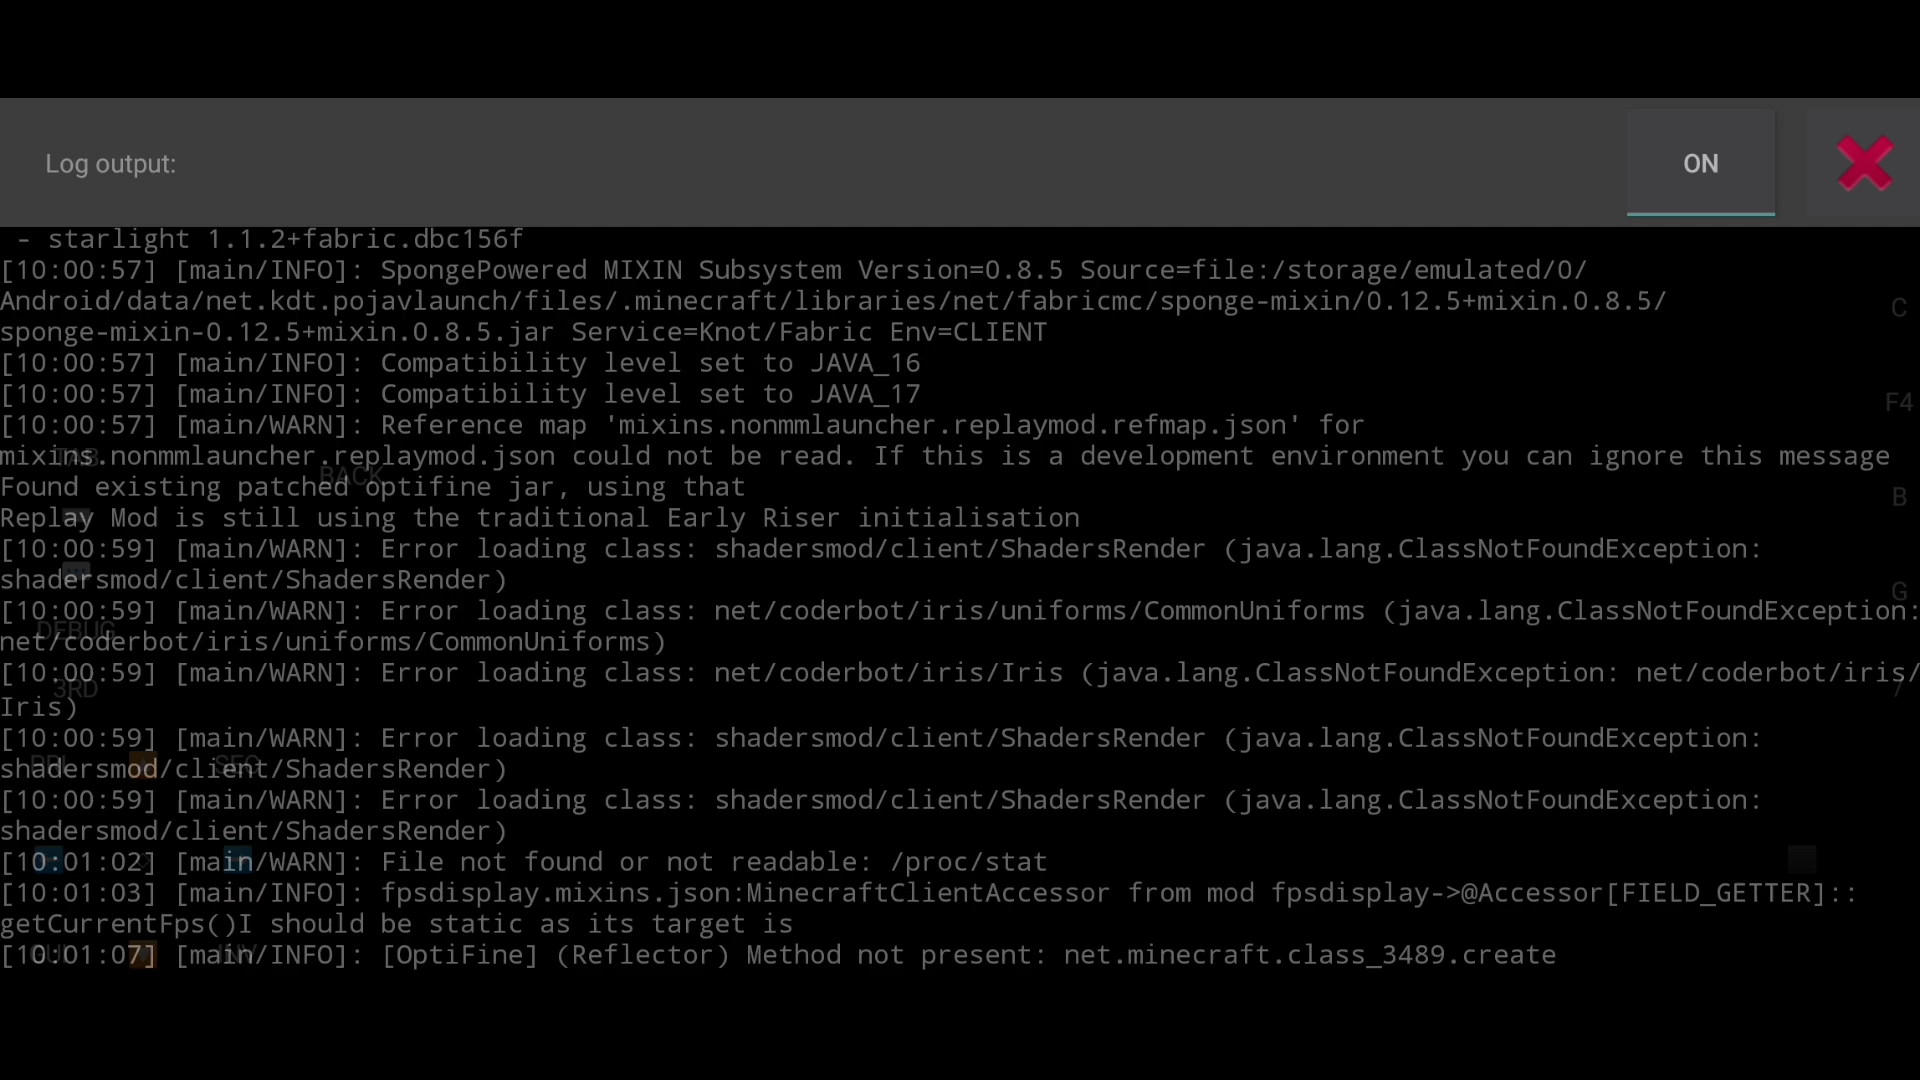 Log output:
ON
- starlight 1.1.2+fabric.dbc156f
[10:00:57] [main/INFO]: SpongePowered MIXIN Subsystem Version=0.8.5 Source=file:/storage/emulated/0/
Android/data/net.kdt.pojavlaunch/files/.minecraft/libraries/net/fabricmc/sponge-mixin/0.12.5+mixin.0.8.5/
sponge-mixin-0.12.5+mixin.0.8.5.jar Service=Knot/Fabric Env=CLIENT
C
[10:00:57] [main/INFO]: Compatibility level set to JAVA_16
[10:00:57] [main/INFO]: Compatibility level set to JAVA_17
F4
[10:00:57] [main/WARN]: Reference map 'mixins.nonmmlauncher.replaymod.refmap.json' for
mixins.nonmmlauncher.replaymod.json could not be read. If this is a development environment you can ignore this message
TAB
BACK
Found existing patched optifine jar, using that
B
Replay Mod is still using the traditional Early Riser initialisation
[10:00:59] [main/WARN]: Error loading class: shadersmod/client/ShadersRender (java.lang.ClassNotFoundException:
shadersmod/client/ShadersRender)
G
[10:00:59] [main/WARN]: Error loading class: net/coderbot/iris/uniforms/CommonUniforms (java.lang.ClassNotFoundException:
DEBUG
net/coderbot/iris/uniforms/CommonUniforms)
[10:00:59] [main/WARN]: Error loading class: net/coderbot/iris/Iris (java.lang.ClassNotFoundException: net/coderbot/iris/
3RD
/
Iris)
[10:00:59] [main/WARN]: Error loading class: shadersmod/client/ShadersRender (java.lang.ClassNotFoundException:
shadersmod/client/ShadersRender)
SEC
[10:00:59] [main/WARN]: Error loading class: shadersmod/client/ShadersRender (java.lang.ClassNotFoundException:
shadersmod/client/ShadersRender)
[10:01:02] [main/WARN]: File not found or not readable: /proc/stat
[10:01:03] [main/INFO]: fpsdisplay.mixins.json:MinecraftClientAccessor from mod fpsdisplay->@Accessor[FIELD_GETTER]::
getCurrentFps()I should be static as its target is
[10:01:07] [main/INFO]: [OptiFine] (Reflector) Method not present: net.minecraft.class_3489.create
GUI
INV